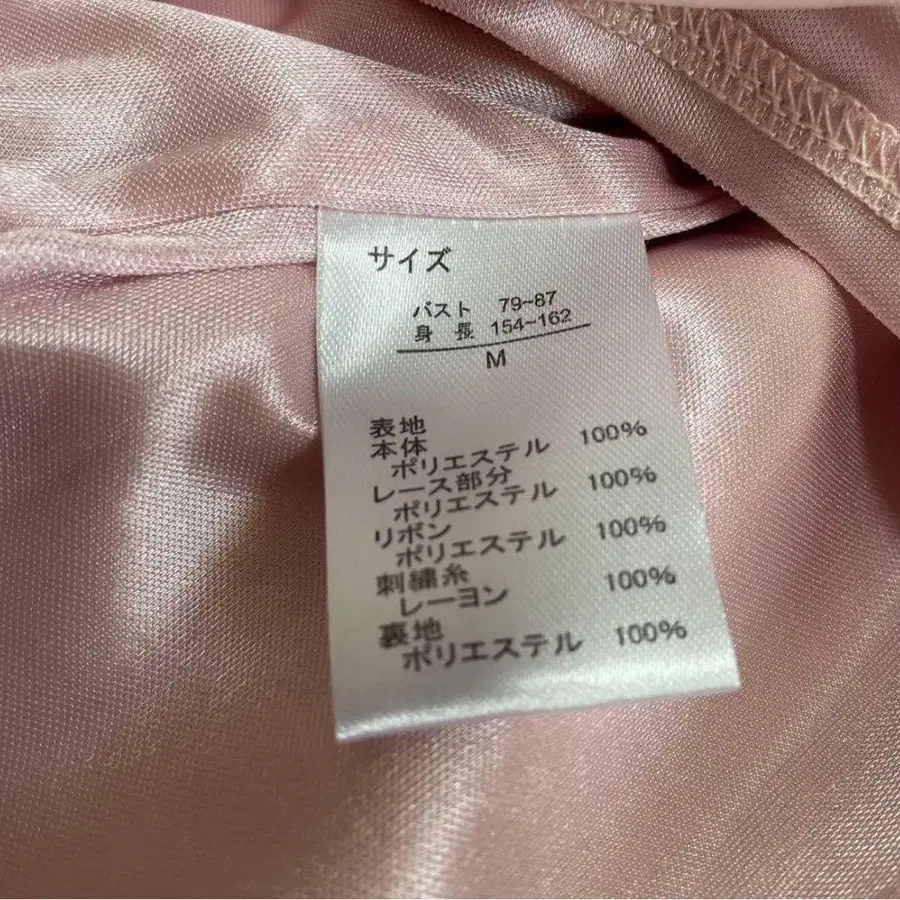 サイズ
バスト 79~87
身長 154~162
M
表地
本体
ポリエステル 100%
レース部分
ポリエステル 100%
リボン
ポリエステル 100%
刺繍糸
レーヨン 100%
裏地
ポリエステル 100%